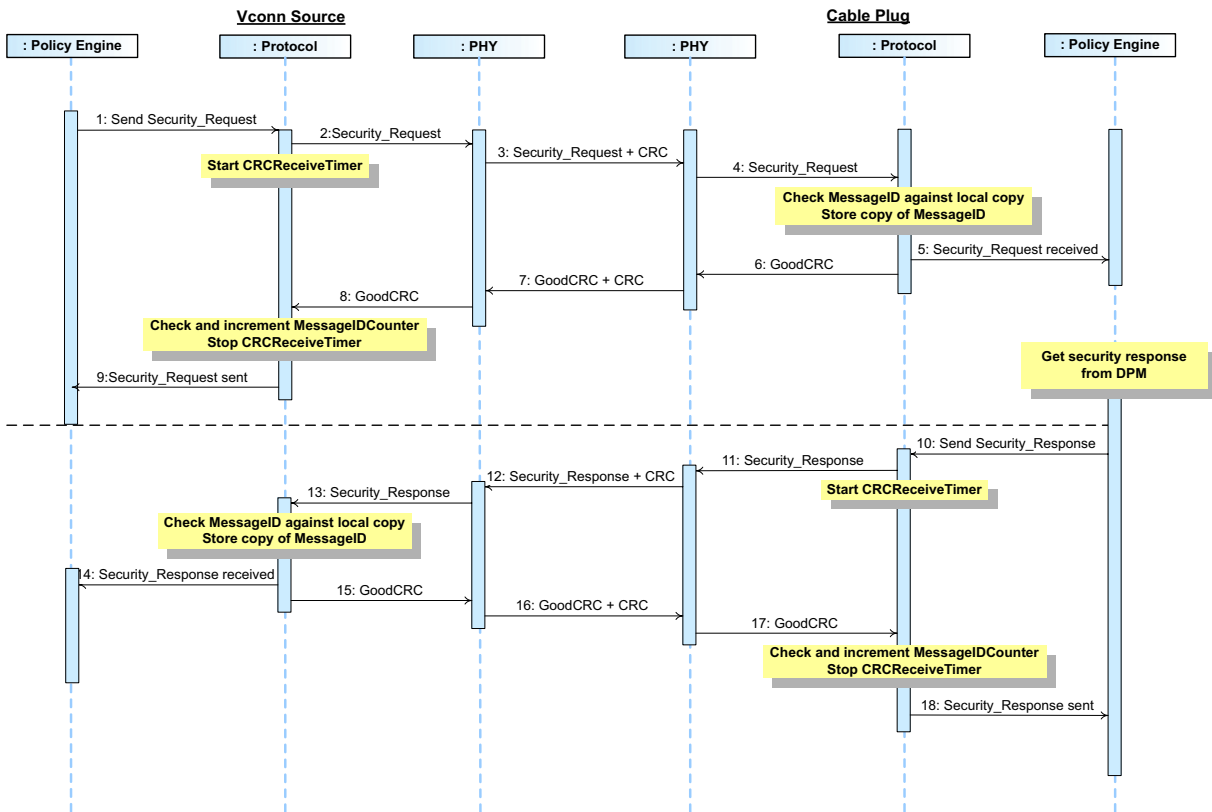 Vconn Source
Cable Plug
: Policy Engine
: Protocol
: PHY
: PHY
: Protocol
: Policy Engine
1: Send Security_Request
2:Security_Request
Start CRCReceiveTimer
3: Security_Request + CRC
4: Security_Request
Check MessageID against local copy
Store copy of MessageID
5: Security_Request received
6: GoodCRC
7: GoodCRC + CRC
8: GoodCRC
Check and increment MessageIDCounter
Stop CRCReceiveTimer
9:Security_Request sent
Get security response
from DPM
10: Send Security_Response
11: Security_Response
Start CRCReceiveTimer
12: Security_Response + CRC
13: Security_Response
Check MessageID against local copy
Store copy of MessageID
14: Security_Response received
15: GoodCRC
16: GoodCRC + CRC
17: GoodCRC
Check and increment MessageIDCounter
Stop CRCReceiveTimer
18: Security_Response sent